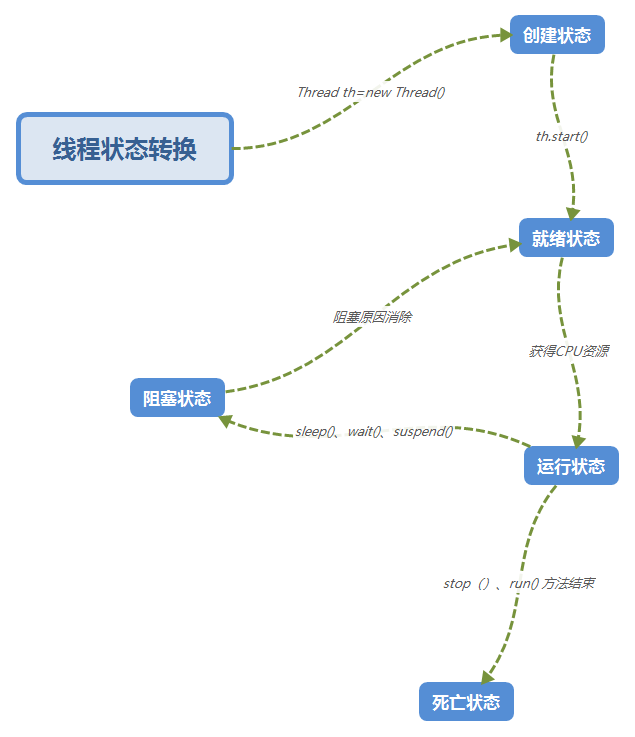 创建状态
Thread th=new Thread()
th.start()
线程状态转换
就绪状态
阻塞原因消除
获得CPU资源
阻塞状态
sleep()、wait()、suspend()
运行状态
stop（）、run() 方法结束
死亡状态